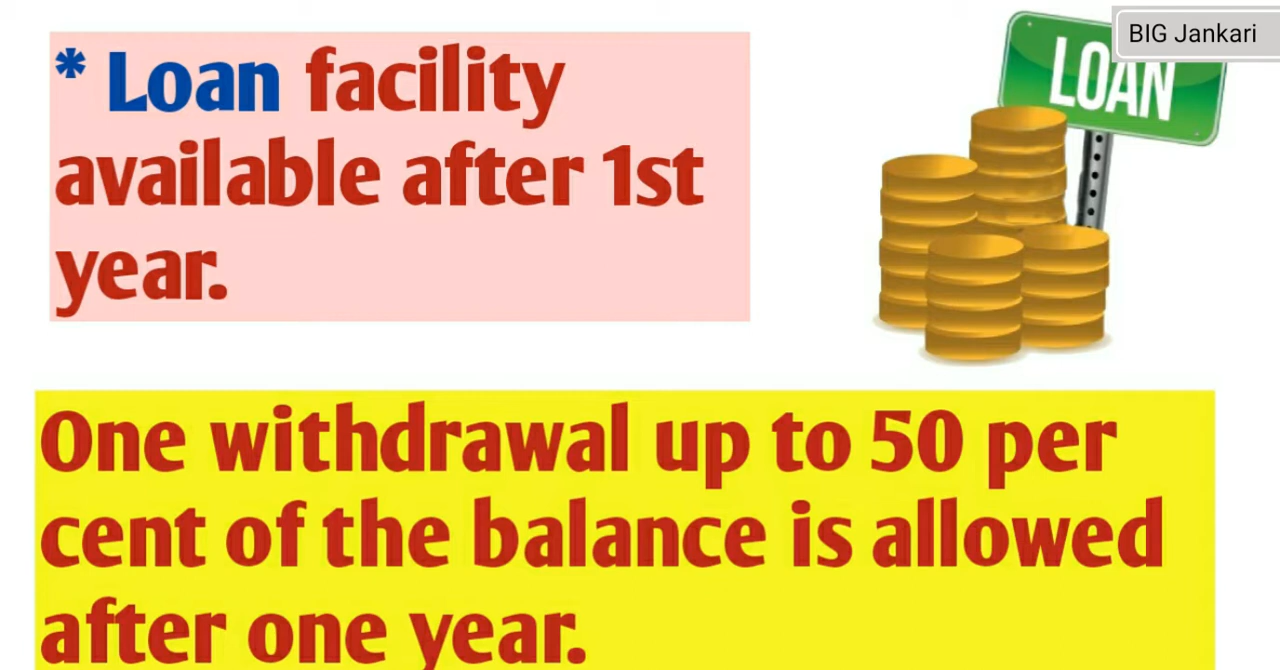 * Loan facility
available after 1st
year.
BIG Jankari
LOAN
One withdrawal up to 50 per
cent of the balance is allowed
after one year.